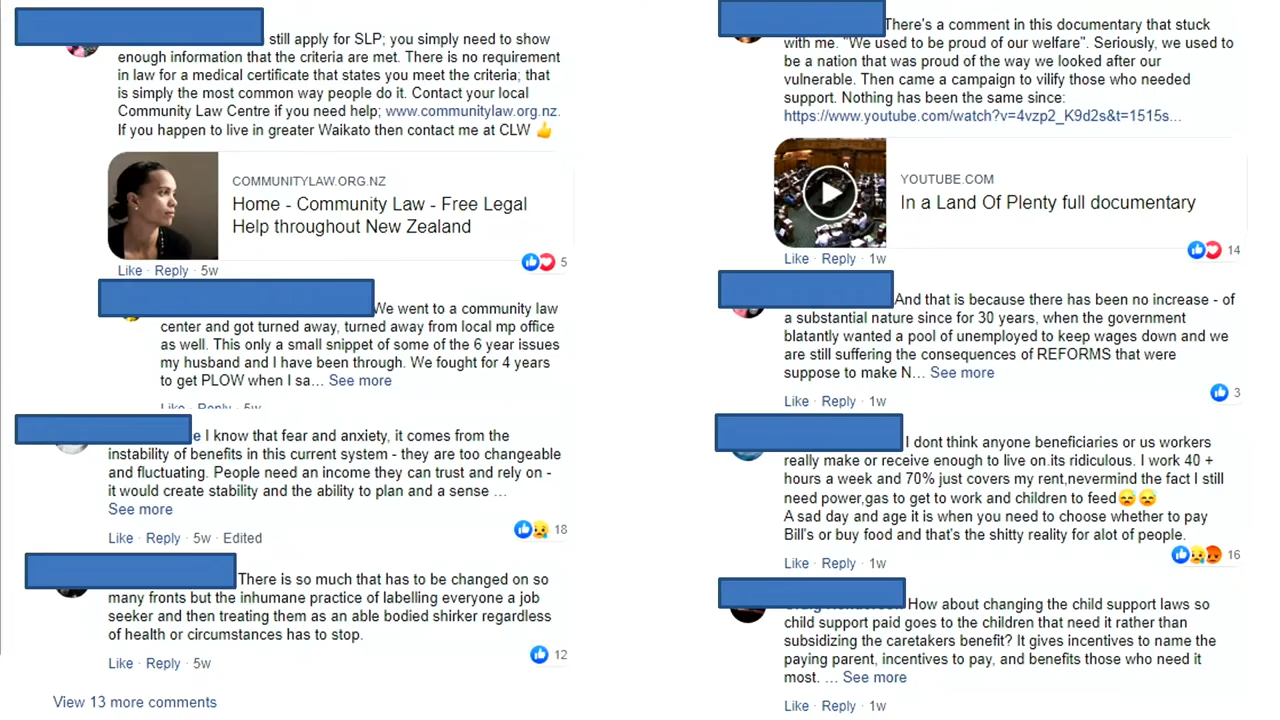 still apply for SLP; you simply need to show
enough information that the criteria are met. There is no requirement
in law for a medical certificate that states you meet the criteria; that
is simply the most common way people do it. Contact your local
Community Law Centre if you need help; www.communitylaw.org.nz.
If you happen to live in greater Waikato then contact me at CLW 👍
COMMUNITYLAW.ORG.NZ
Home - Community Law - Free Legal
Help throughout New Zealand
5
Like · Reply · 5w
We went to a community law
center and got turned away, turned away from local mp office
as well. This only a small snippet of some of the 6 year issues
my husband and I have been through. We fought for 4 years
to get PLOW when I sa... See more
Like · Reply · 5w
e I know that fear and anxiety, it comes from the
instability of benefits in this current system - they are too changeable
and fluctuating. People need an income they can trust and rely on -
it would create stability and the ability to plan and a sense ...
See more
18
Like · Reply · 5w · Edited
There is so much that has to be changed on so
many fronts but the inhumane practice of labelling everyone a job
seeker and then treating them as an able bodied shirker regardless
of health or circumstances has to stop.
12
Like · Reply · 5w
View 13 more comments
There's a comment in this documentary that stuck
with me. "We used to be proud of our welfare". Seriously, we used to
be a nation that was proud of the way we looked after our
vulnerable. Then came a campaign to vilify those who needed
support. Nothing has been the same since:
https://www.youtube.com/watch?v=4vzp2_K9d2s&t=1515s...
YOUTUBE.COM
In a Land Of Plenty full documentary
14
Like · Reply · 1w
And that is because there has been no increase - of
a substantial nature since for 30 years, when the government
blatantly wanted a pool of unemployed to keep wages down and we
are still suffering the consequences of REFORMS that were
suppose to make N... See more
3
Like · Reply · 1w
I dont think anyone beneficiaries or us workers
really make or receive enough to live on.its ridiculous. I work 40 +
hours a week and 70% just covers my rent,nevermind the fact I still
need power,gas to get to work and children to feed😞😞
A sad day and age it is when you need to choose whether to pay
Bill's or buy food and that's the shitty reality for alot of people.
16
Like · Reply · 1w
How about changing the child support laws so
child support paid goes to the children that need it rather than
subsidizing the caretakers benefit? It gives incentives to name the
paying parent, incentives to pay, and benefits those who need it
most. ... See more
Like · Reply · 1w